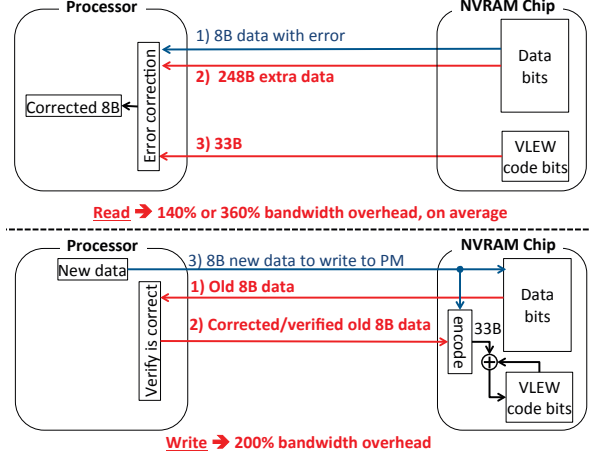 Processor
NVRAM Chip
1) 8B data with error
2) 248B extra data
Data
bits
Error correction
Corrected 8B
3) 33B
VLEW
code bits
Read ➔ 140% or 360% bandwidth overhead, on average
Processor
NVRAM Chip
New data
3) 8B new data to write to PM
1) Old 8B data
Data
bits
Verify is correct
2) Corrected/verified old 8B data
encode
33B
VLEW
code bits
Write ➔ 200% bandwidth overhead